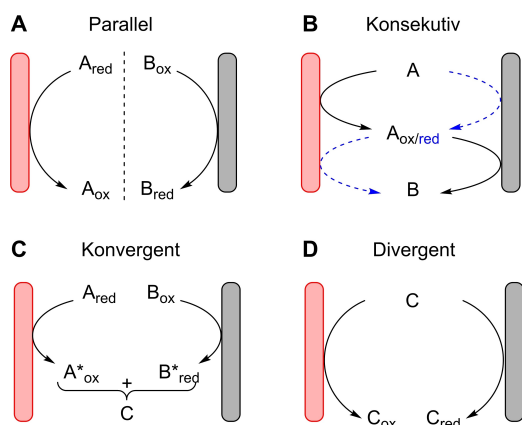 A Parallel
A_red B_ox
A_ox B_red
B Konsekutiv
A
A_ox/red
B
C Konvergent
A_red B_ox
A*_ox + B*_red
C
D Divergent
C
C_ox C_red